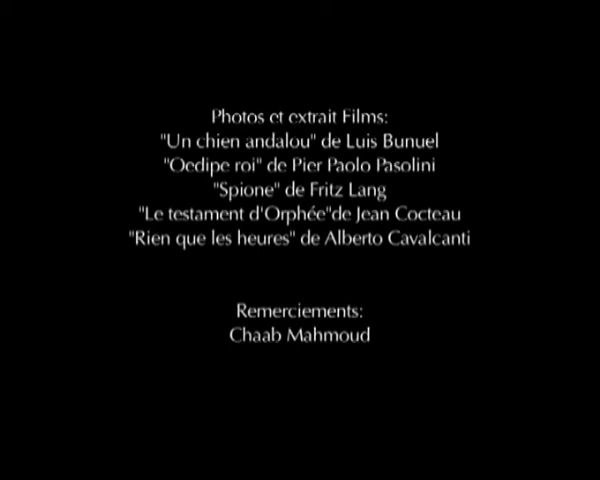 Photos et extrait Films:
"Un chien andalou" de Luis Bunuel
"Oedipe roi" de Pier Paolo Pasolini
"Spione" de Fritz Lang
"Le testament d'Orphée"de Jean Cocteau
"Rien que les heures" de Alberto Cavalcanti
Remerciements:
Chaab Mahmoud